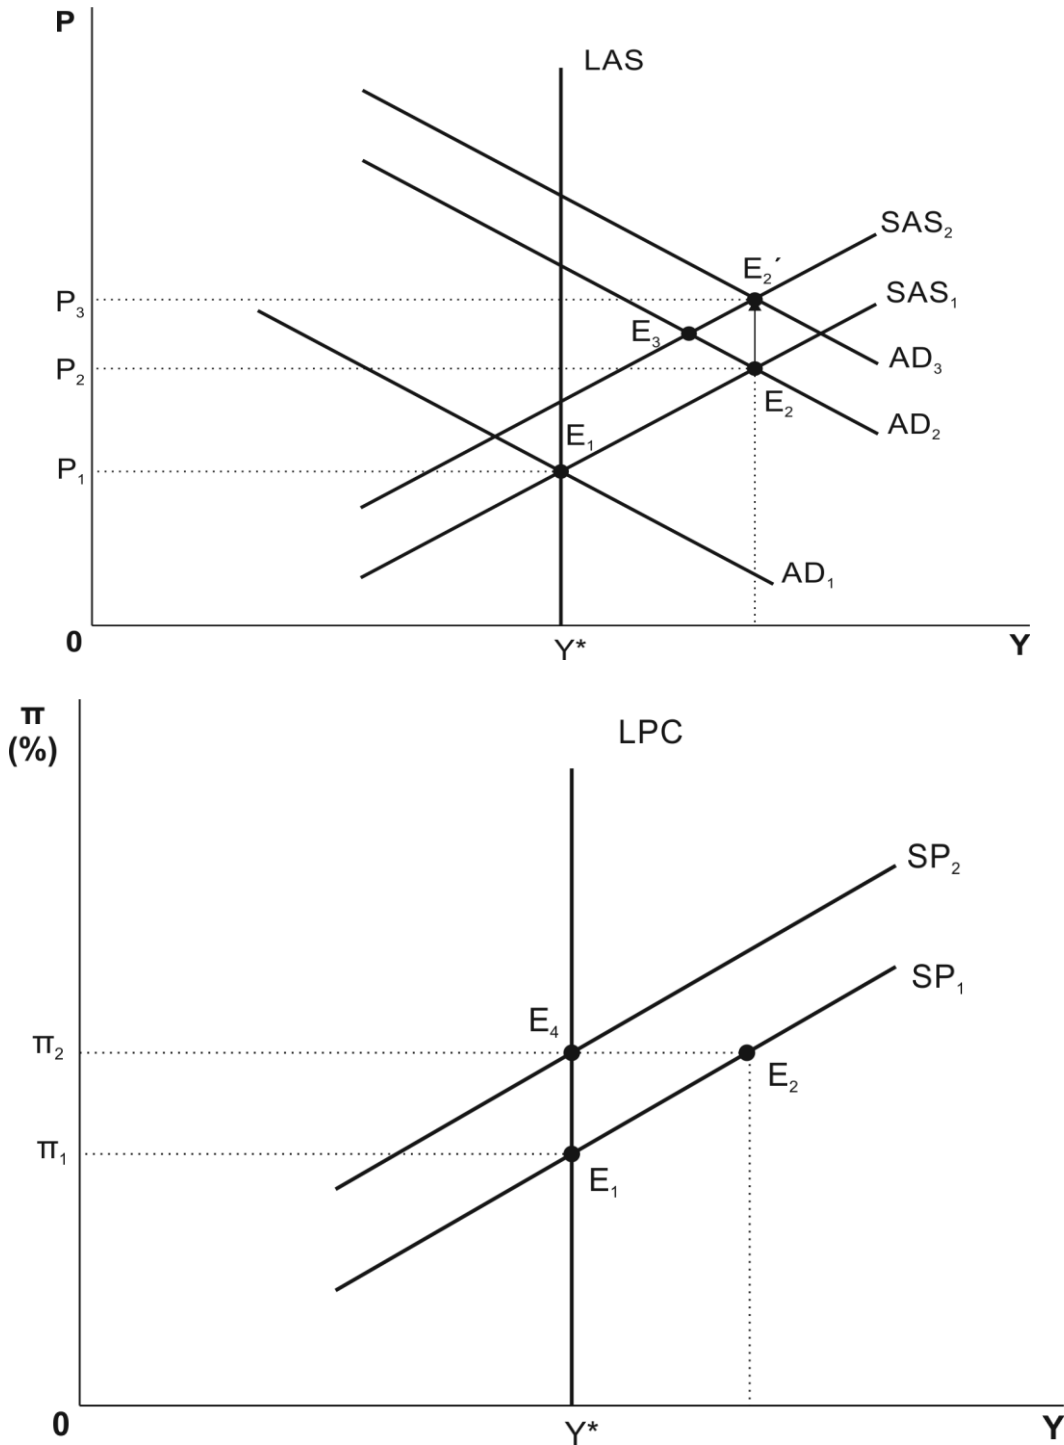 P
LAS
SAS₂
E₂´
SAS₁
P₃
E₃
AD₃
P₂
E₂
AD₂
E₁
P₁
AD₁
0
Y*
Y
π
(%)
LPC
SP₂
SP₁
E₄
π₂
E₂
π₁
E₁
0
Y*
Y